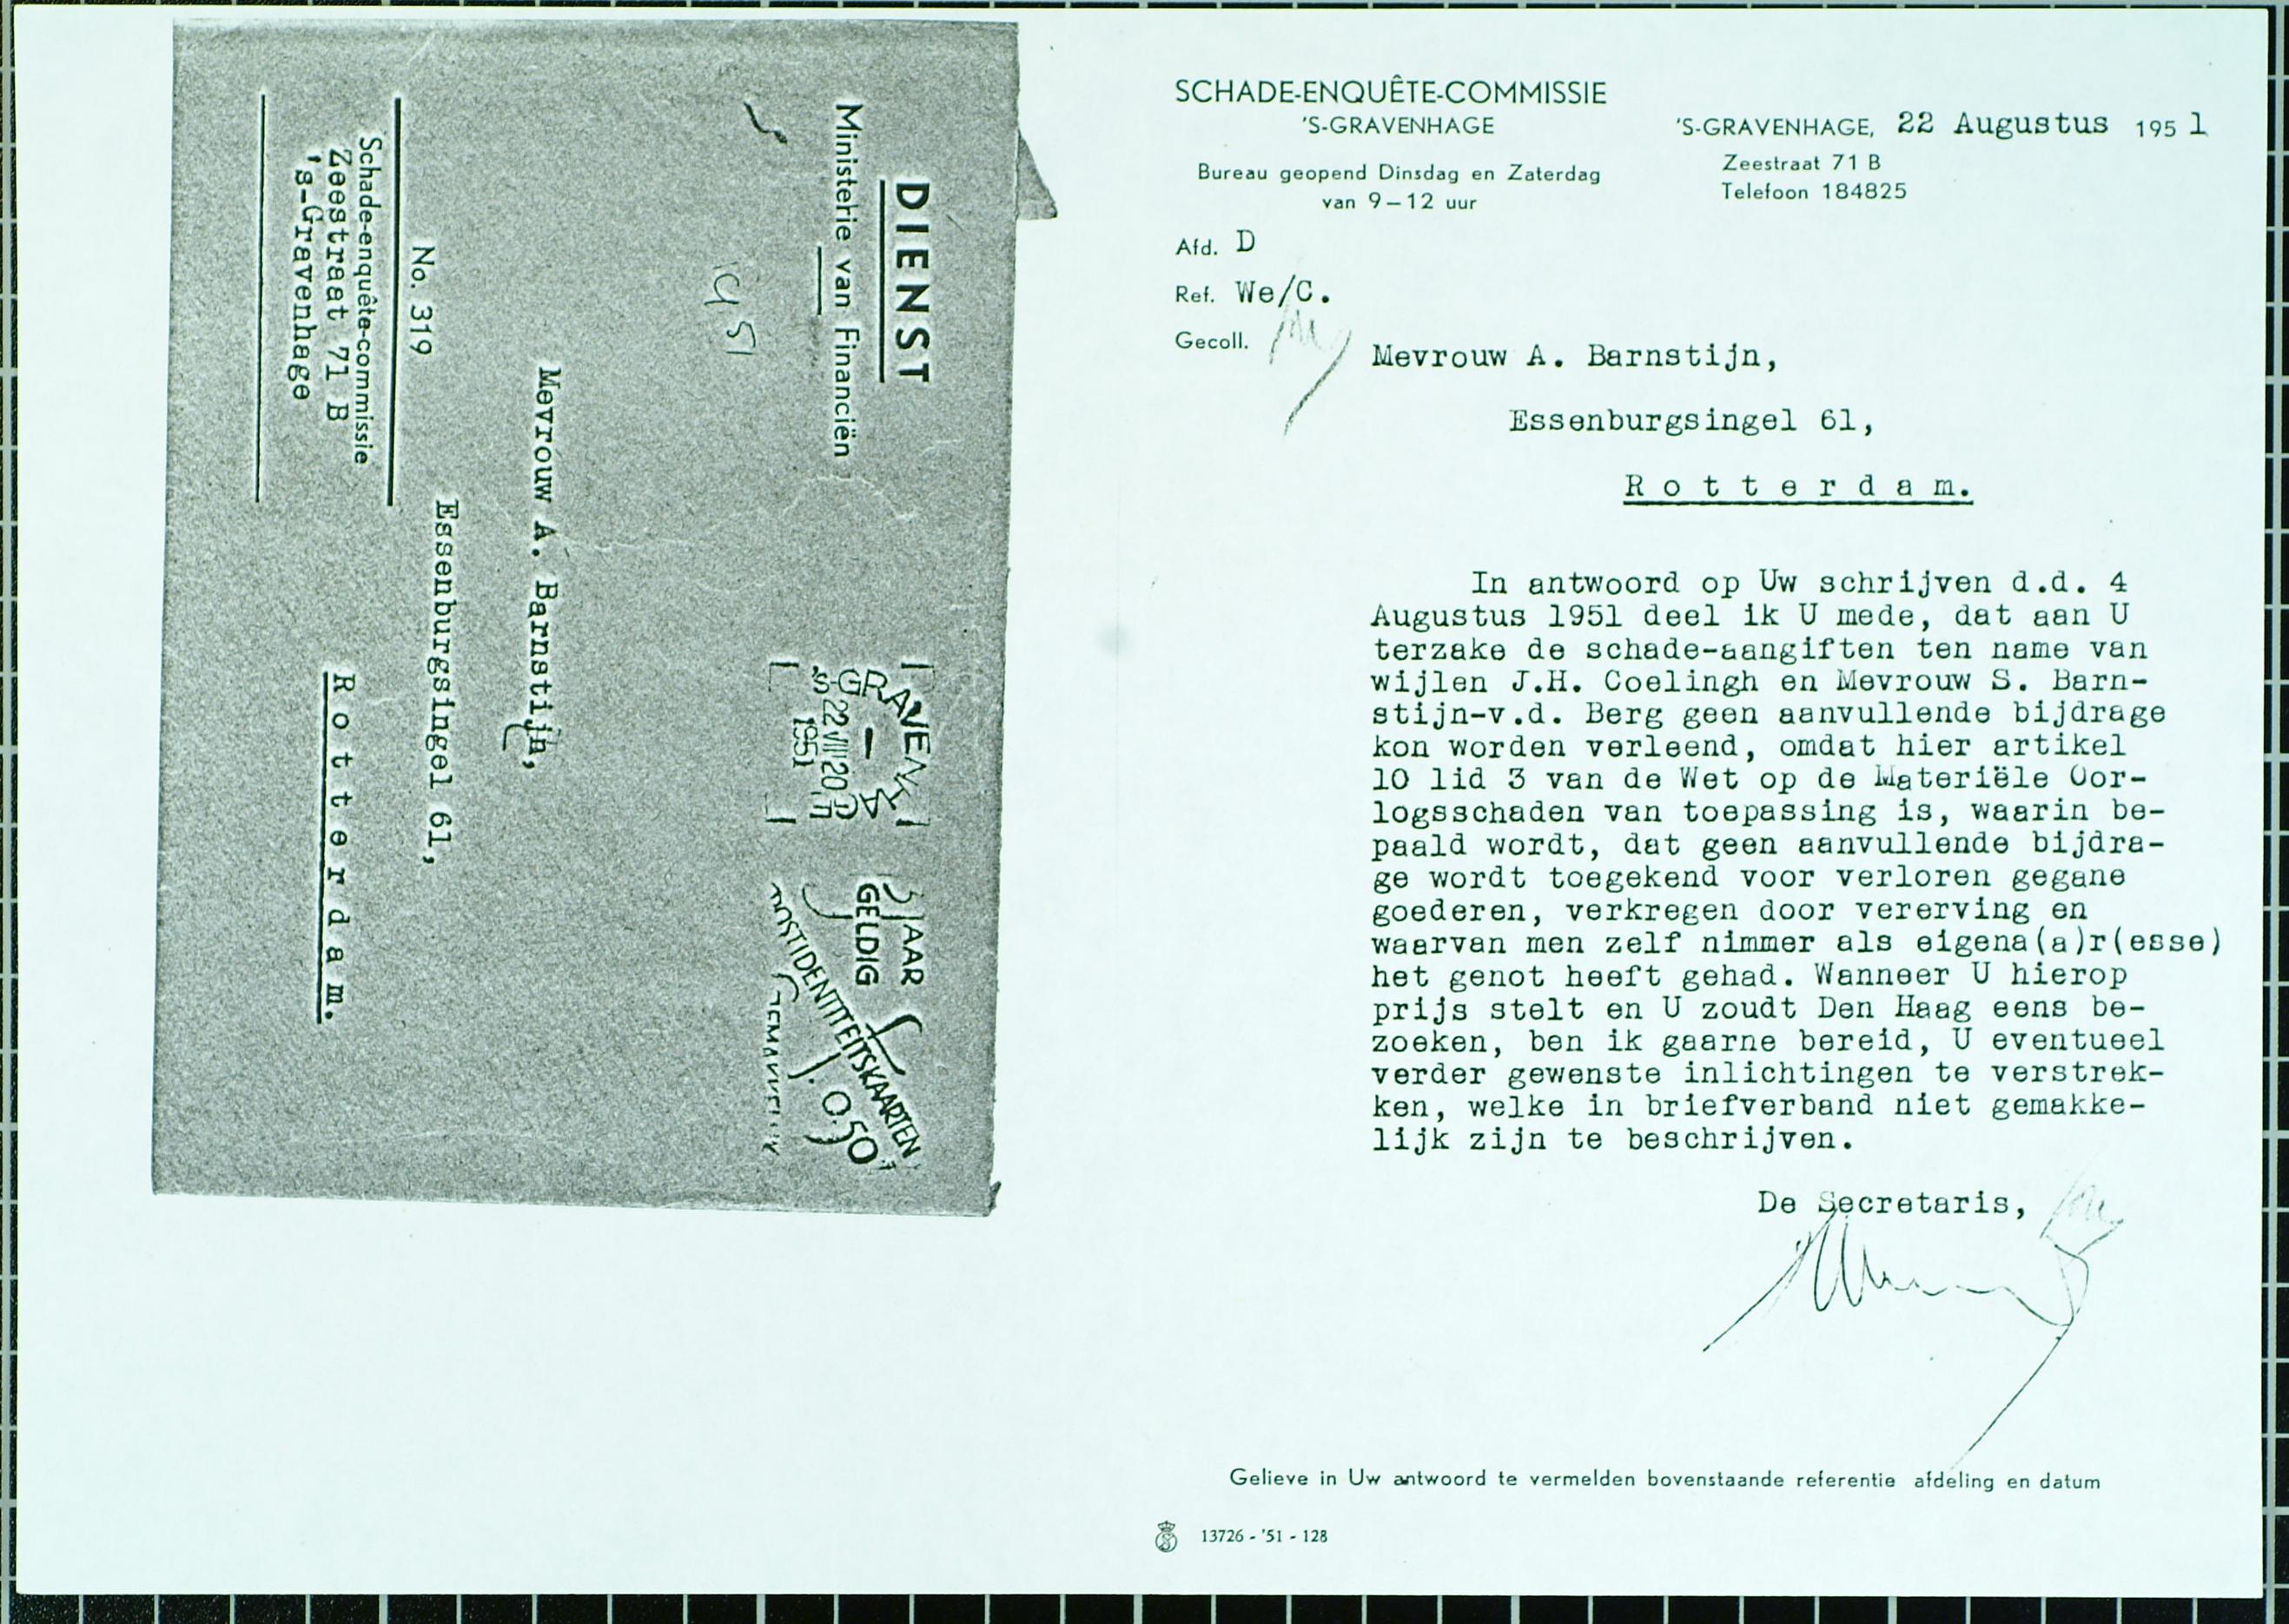 DIENST
Ministerie van Financiën
'S-GRAVENHA
22 VIII 20
1951
5 JAAR
GELDIG
POSTIDENTITEITSKAARTEN
f 0.50
51
Mevrouw A. Barnstijn,
Essenburgsingel 61,
Rotterdam.
No. 319
Schade-enquête-commissie
Zeestraat 71 B
's-Gravenhage
SCHADE-ENQUÊTE-COMMISSIE
'S-GRAVENHAGE
Bureau geopend Dinsdag en Zaterdag
van 9–12 uur
'S-GRAVENHAGE, 22 Augustus 1951
Zeestraat 71 B
Telefoon 184825
Afd. D
Ref. We/C.
Gecoll.
Mevrouw A. Barnstijn,
Essenburgsingel 61,
Rotterdam.
In antwoord op Uw schrijven d.d. 4
Augustus 1951 deel ik U mede, dat aan U
terzake de schade-aangiften ten name van
wijlen J.H. Coelingh en Mevrouw S. Barn-
stijn-v.d. Berg geen aanvullende bijdrage
kon worden verleend, omdat hier artikel
10 lid 3 van de Wet op de Materiële Oor-
logsschaden van toepassing is, waarin be-
paald wordt, dat geen aanvullende bijdra-
ge wordt toegekend voor verloren gegane
goederen, verkregen door vererving en
waarvan men zelf nimmer als eigena(a)r(esse)
het genot heeft gehad. Wanneer U hierop
prijs stelt en U zoudt Den Haag eens be-
zoeken, ben ik gaarne bereid, U eventueel
verder gewenste inlichtingen te verstrek-
ken, welke in briefverband niet gemakke-
lijk zijn te beschrijven.
De Secretaris,
Gelieve in Uw antwoord te vermelden bovenstaande referentie afdeling en datum
13726 - '51 - 128